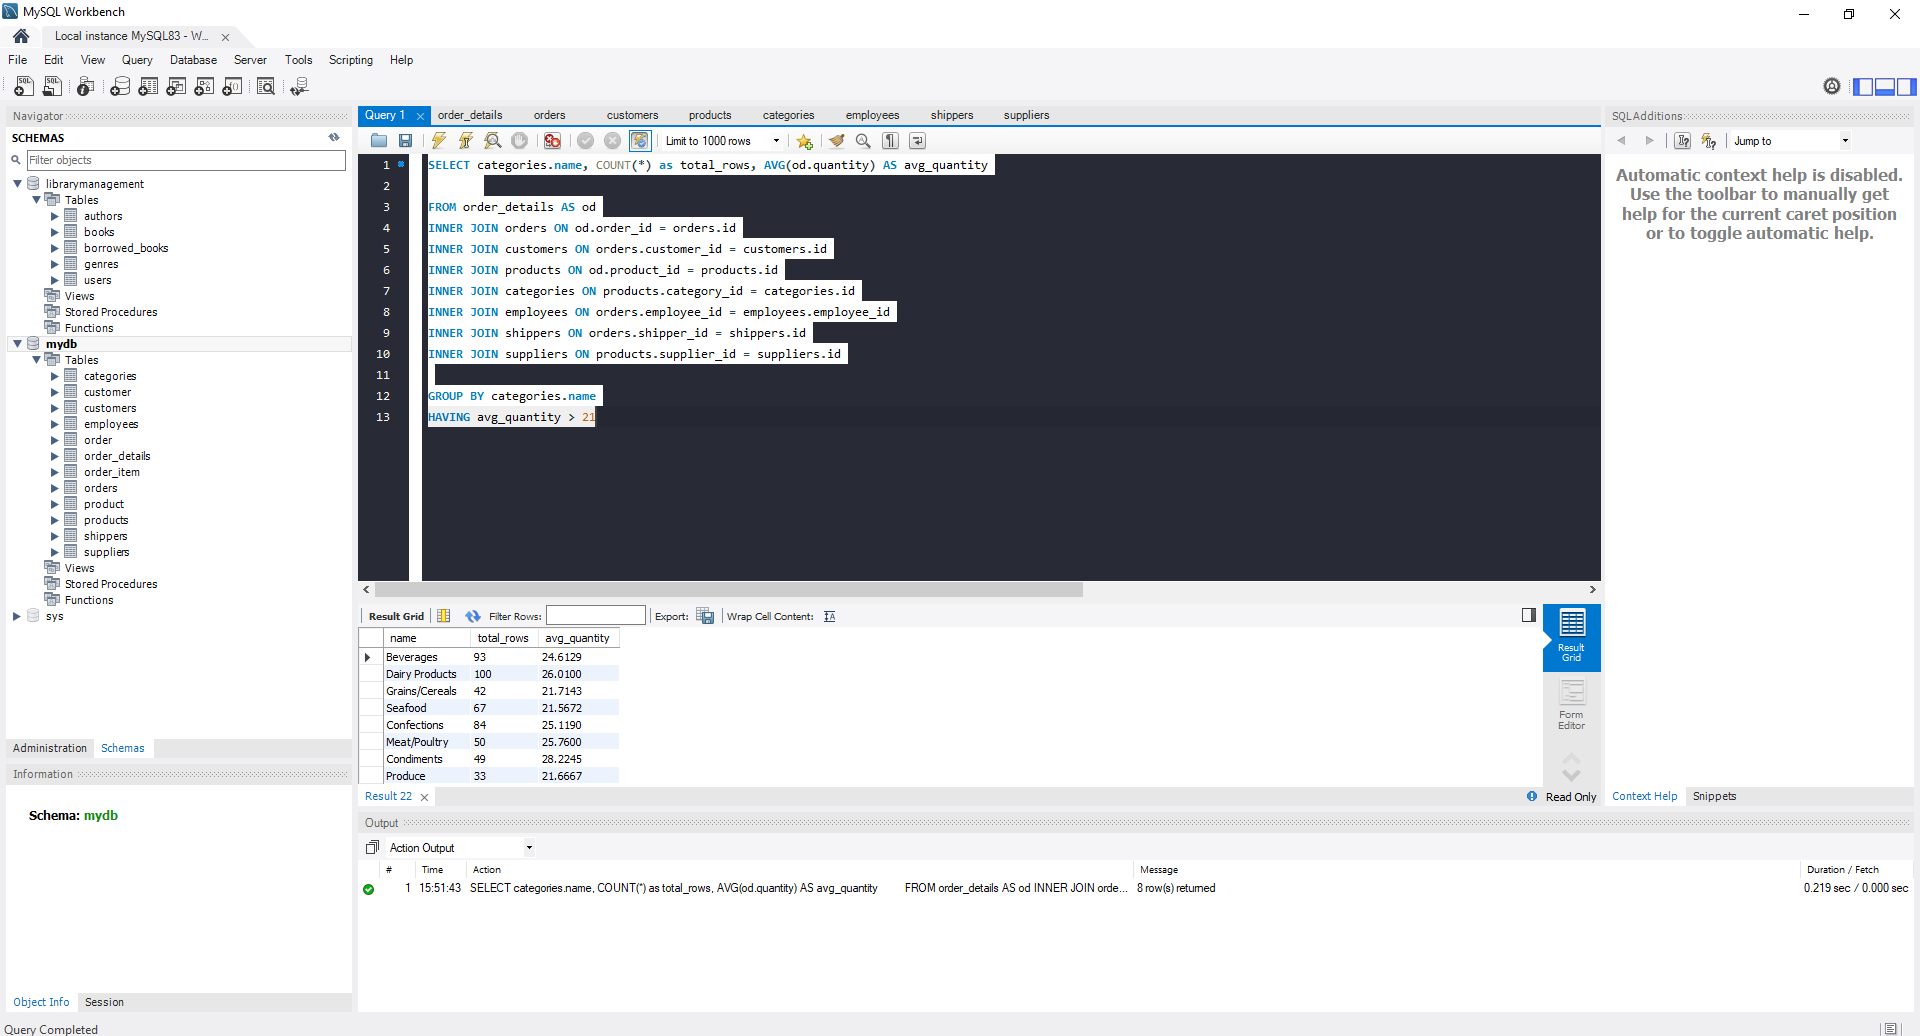 MySQL Workbench
Local instance MySQL83 - W...
File Edit View Query Database Server Tools Scripting Help
Navigator
SCHEMAS
Filter objects
librarymanagement
Tables
authors
books
borrowed_books
genres
users
Views
Stored Procedures
Functions
mydb
Tables
categories
customer
customers
employees
order
order_details
order_item
orders
product
products
shippers
suppliers
Views
Stored Procedures
Functions
sys
Administration Schemas
Information
Schema: mydb
Object Info Session
Query Completed
Query 1 order_details orders customers products categories employees shippers suppliers
Limit to 1000 rows
1 SELECT categories.name, COUNT(*) as total_rows, AVG(od.quantity) AS avg_quantity
2
3 FROM order_details AS od
4 INNER JOIN orders ON od.order_id = orders.id
5 INNER JOIN customers ON orders.customer_id = customers.id
6 INNER JOIN products ON od.product_id = products.id
7 INNER JOIN categories ON products.category_id = categories.id
8 INNER JOIN employees ON orders.employee_id = employees.employee_id
9 INNER JOIN shippers ON orders.shipper_id = shippers.id
10 INNER JOIN suppliers ON products.supplier_id = suppliers.id
11
12 GROUP BY categories.name
13 HAVING avg_quantity > 21
Result Grid Filter Rows: Export: Wrap Cell Content:
name total_rows avg_quantity
Beverages 93 24.6129
Dairy Products 100 26.0100
Grains/Cereals 42 21.7143
Seafood 67 21.5672
Confections 84 25.1190
Meat/Poultry 50 25.7600
Condiments 49 28.2245
Produce 33 21.6667
Result Grid
Form Editor
Result 22 Read Only
Output
Action Output
# Time Action Message Duration / Fetch
1 15:51:43 SELECT categories.name, COUNT(*) as total_rows, AVG(od.quantity) AS avg_quantity FROM order_details AS od INNER JOIN orde... 8 row(s) returned 0.219 sec / 0.000 sec
SQLAdditions
Jump to
Automatic context help is disabled.
Use the toolbar to manually get
help for the current caret position
or to toggle automatic help.
Context Help Snippets